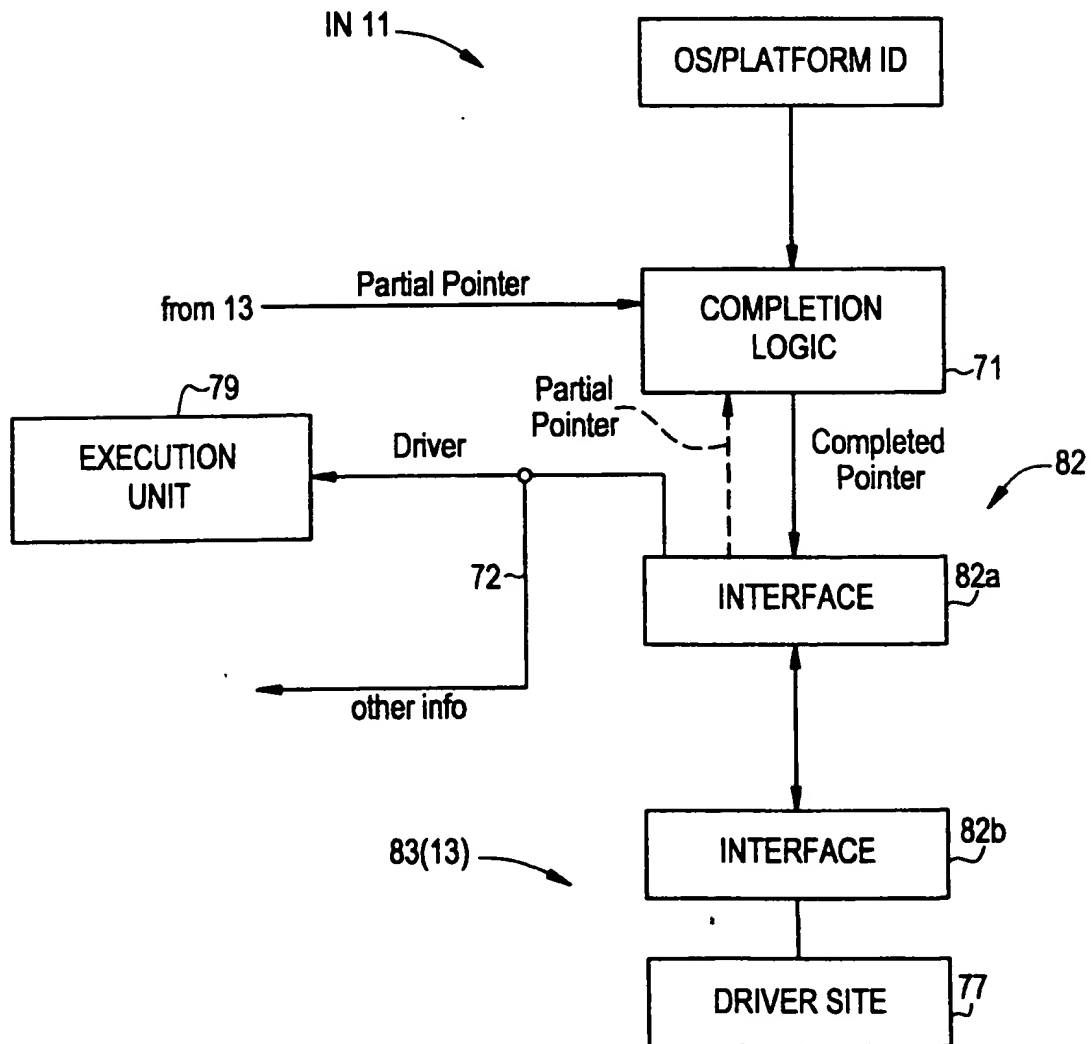 IN 11
OS/PLATFORM ID
from 13
Partial Pointer
COMPLETION
LOGIC
71
79
EXECUTION
UNIT
Driver
Partial
Pointer
Completed
Pointer
82
72
INTERFACE
82a
other info
83(13)
INTERFACE
82b
DRIVER SITE
77